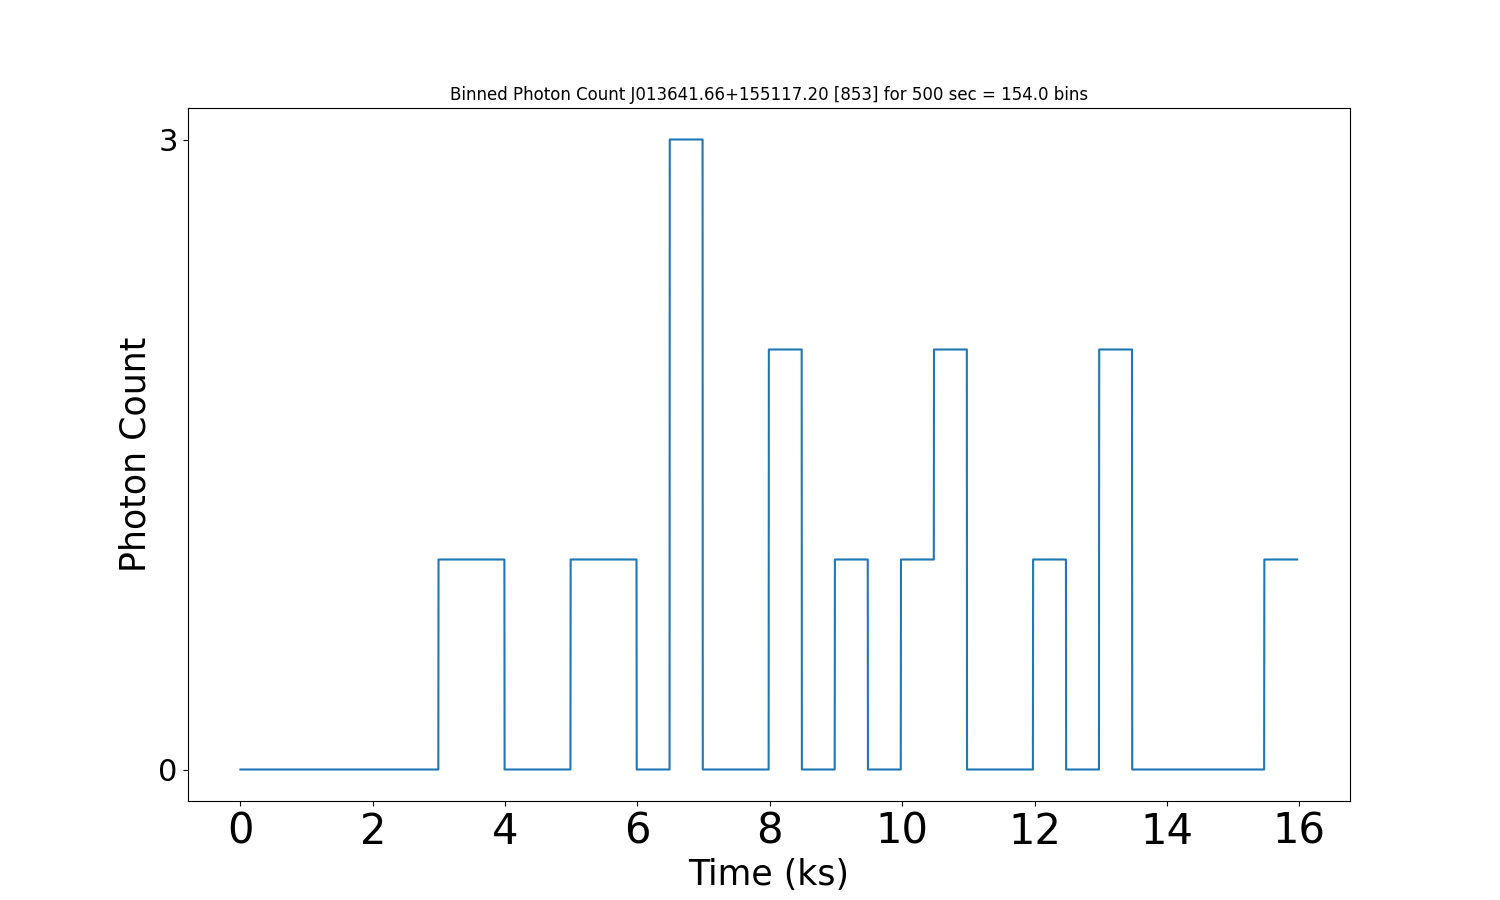 Binned Photon Count J013641.66+155117.20 [853] for 500 sec = 154.0 bins
3
0
Photon Count
0 2 4 6 8 10 12 14 16
Time (ks)